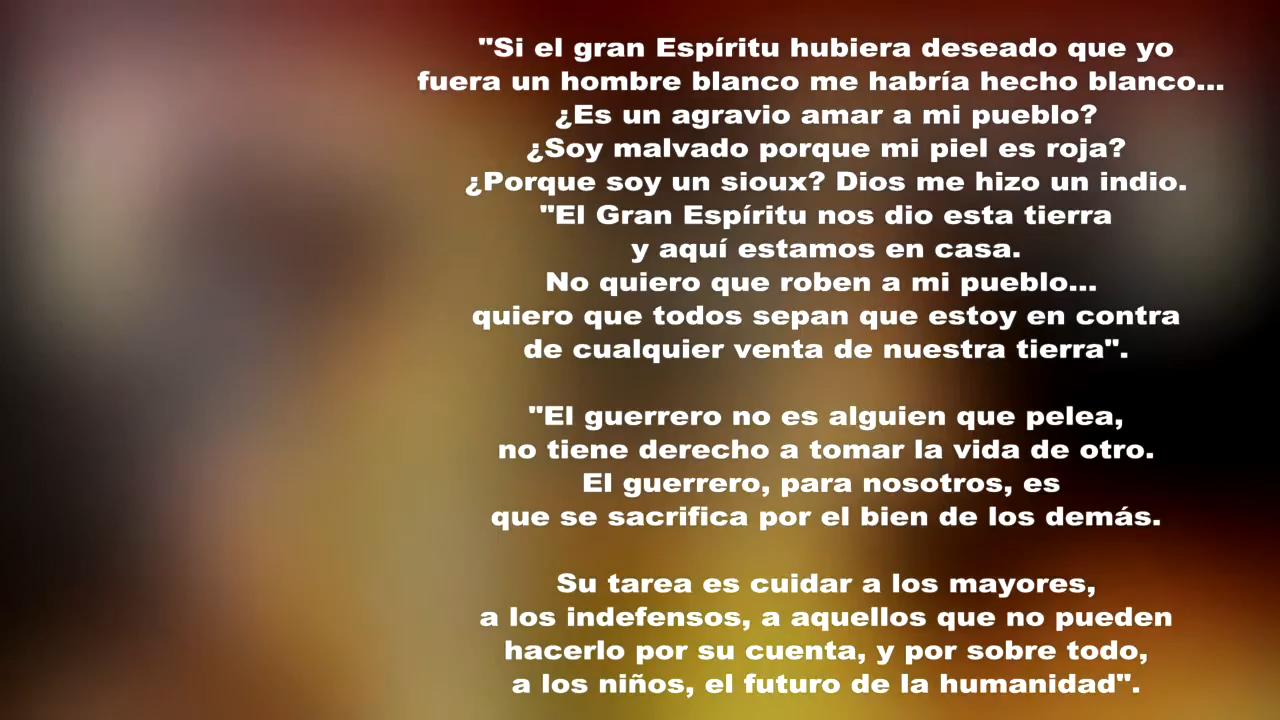 "Si el gran Espíritu hubiera deseado que yo
fuera un hombre blanco me habría hecho blanco...
¿Es un agravio amar a mi pueblo?
¿Soy malvado porque mi piel es roja?
¿Porque soy un sioux? Dios me hizo un indio.
"El Gran Espíritu nos dio esta tierra
y aquí estamos en casa.
No quiero que roben a mi pueblo...
quiero que todos sepan que estoy en contra
de cualquier venta de nuestra tierra".
"El guerrero no es alguien que pelea,
no tiene derecho a tomar la vida de otro.
El guerrero, para nosotros, es
que se sacrifica por el bien de los demás.
Su tarea es cuidar a los mayores,
a los indefensos, a aquellos que no pueden
hacerlo por su cuenta, y por sobre todo,
a los niños, el futuro de la humanidad".